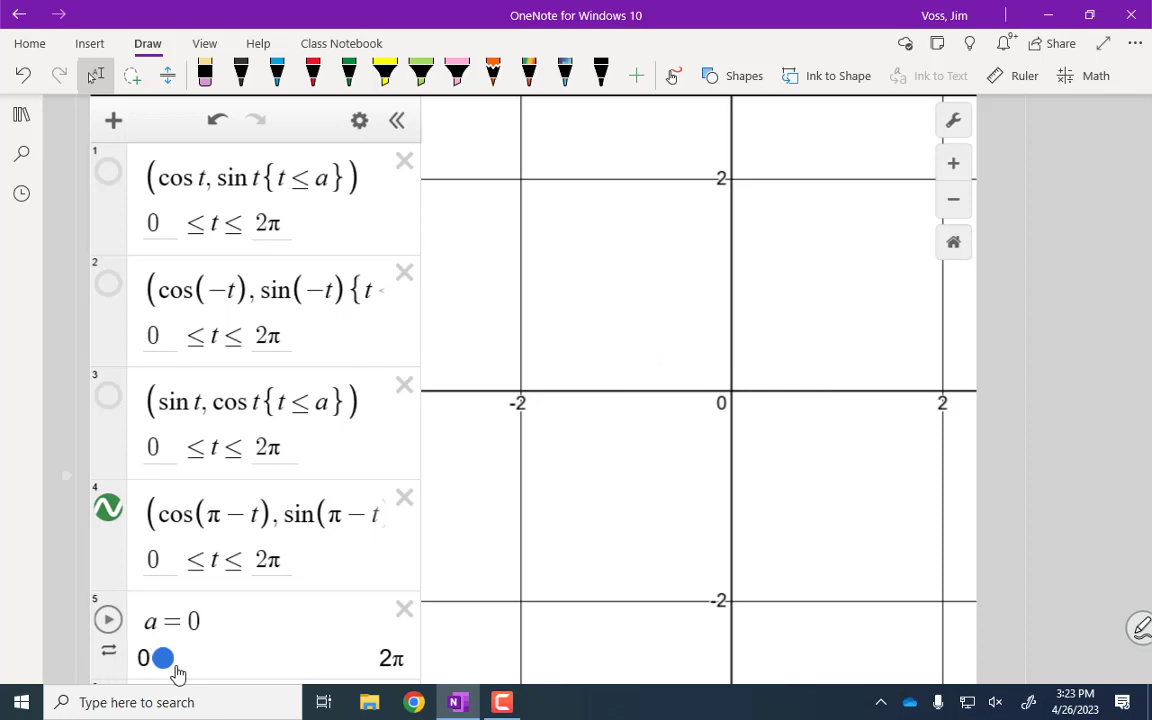 OneNote for Windows 10
Voss, Jim
Home Insert Draw View Help Class Notebook
9+ Share
Shapes Ink to Shape Ink to Text Ruler Math
1
(cos t, sin t{t ≤ a})
0 ≤ t ≤ 2π
2
(cos(−t), sin(−t){t <
0 ≤ t ≤ 2π
3
(sin t, cos t{t ≤ a})
0 ≤ t ≤ 2π
4
(cos(π − t), sin(π − t)
0 ≤ t ≤ 2π
5
a = 0
0 2π
2
-2 0 2
-2
Type here to search
3:23 PM
4/26/2023